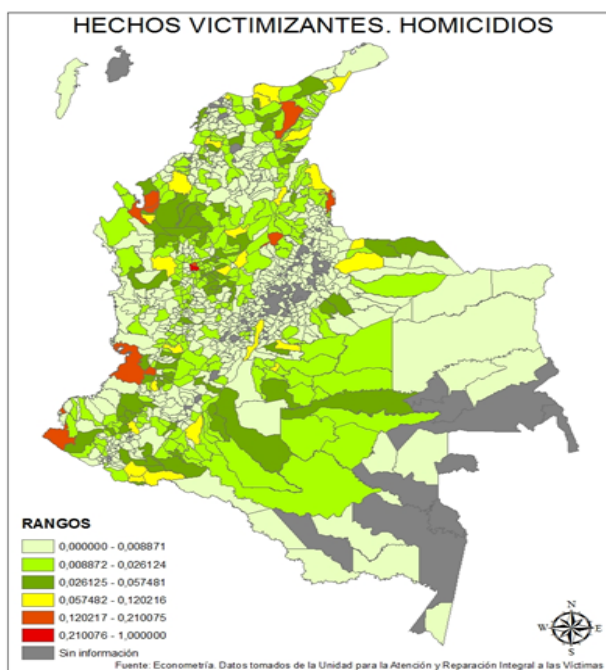 HECHOS VICTIMIZANTES. HOMICIDIOS
RANGOS
0,000000 - 0,008871
0,008872 - 0,026124
0,026125 - 0,057481
0,057482 - 0,120216
0,120217 - 0,210075
0,210076 - 1,000000
Sin información
N
W E
S
Fuente: Econometría. Datos tomados de la Unidad para la Atención y Reparación Integral a las Víctimas